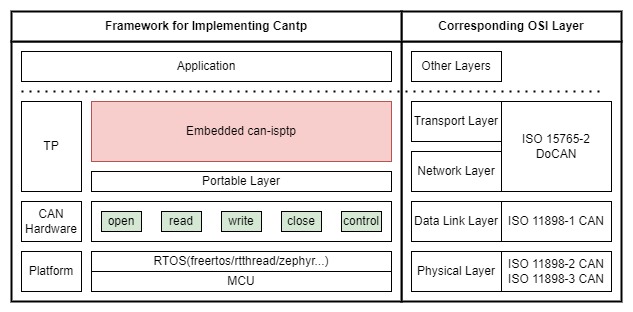 Framework for Implementing Cantp
Corresponding OSI Layer
Application
Other Layers
TP
Embedded can-isptp
Portable Layer
Transport Layer
Network Layer
ISO 15765-2
DoCAN
CAN
Hardware
open
read
write
close
control
Data Link Layer
ISO 11898-1 CAN
Platform
RTOS(freertos/rtthread/zephyr...)
MCU
Physical Layer
ISO 11898-2 CAN
ISO 11898-3 CAN